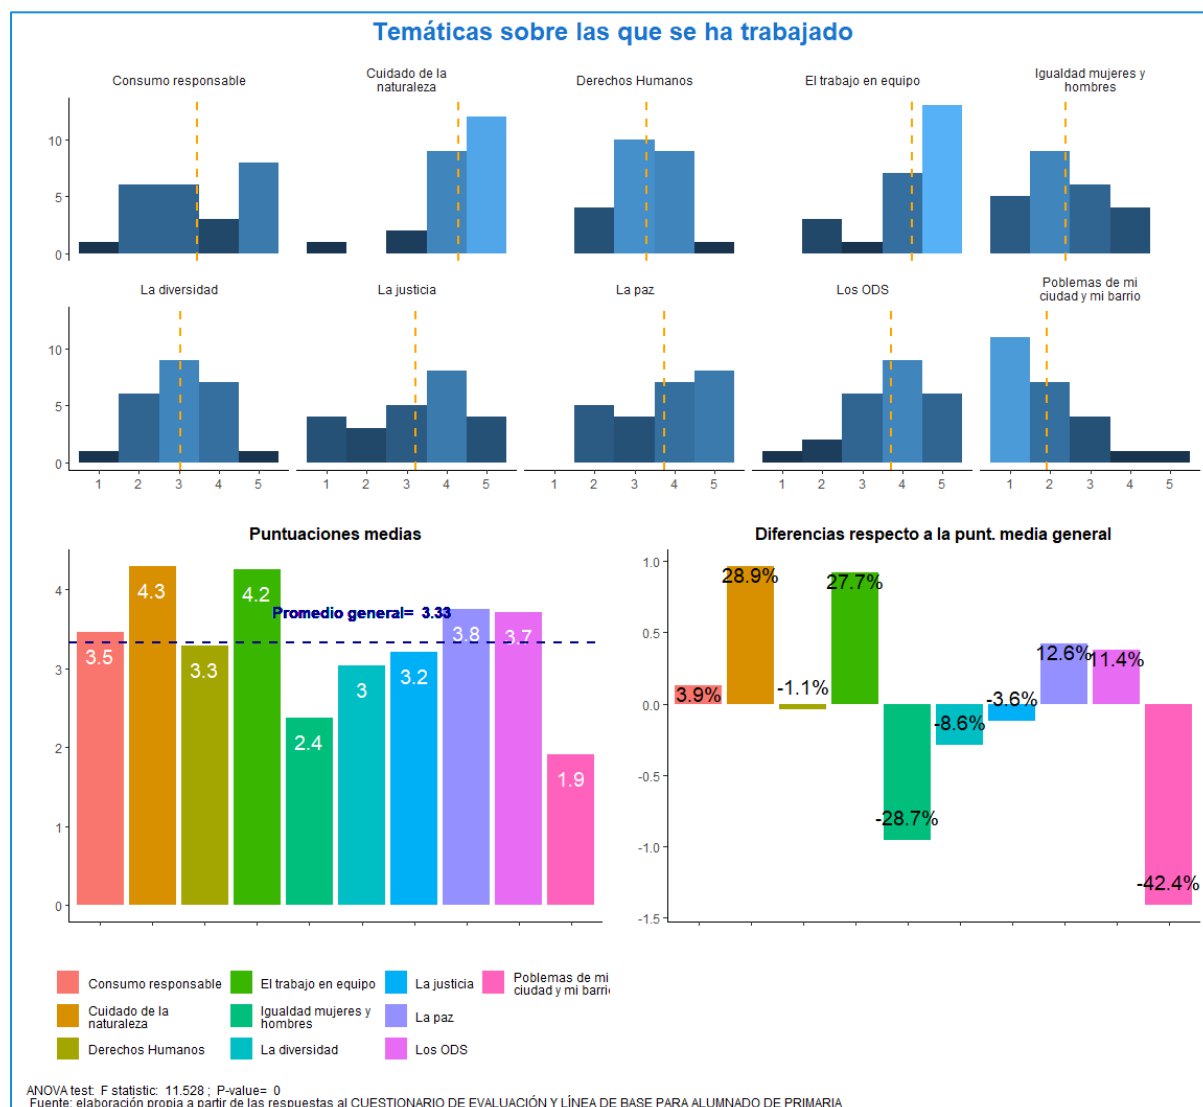 Temáticas sobre las que se ha trabajado
Consumo responsable
Cuidado de la
naturaleza
Derechos Humanos
El trabajo en equipo
Igualdad mujeres y
hombres
10
5
0
La diversidad
La justicia
La paz
Los ODS
Poblemas de mi
ciudad y mi barrio
10
5
0
1 2 3 4 5
1 2 3 4 5
1 2 3 4 5
1 2 3 4 5
1 2 3 4 5
Puntuaciones medias
4
3
2
1
0
Promedio general= 3.33
3.5
4.3
3.3
4.2
2.4
3
3.2
3.8
3.7
1.9
Diferencias respecto a la punt. media general
1.0
0.5
0.0
-0.5
-1.0
-1.5
3.9%
28.9%
-1.1%
27.7%
-28.7%
-8.6%
-3.6%
12.6%
11.4%
-42.4%
Consumo responsable
Cuidado de la
naturaleza
Derechos Humanos
El trabajo en equipo
Igualdad mujeres y
hombres
La diversidad
La justicia
La paz
Los ODS
Poblemas de mi
ciudad y mi barrio
ANOVA test: F statistic: 11.528 ; P-value= 0
Fuente: elaboración propia a partir de las respuestas al CUESTIONARIO DE EVALUACIÓN Y LÍNEA DE BASE PARA ALUMNADO DE PRIMARIA